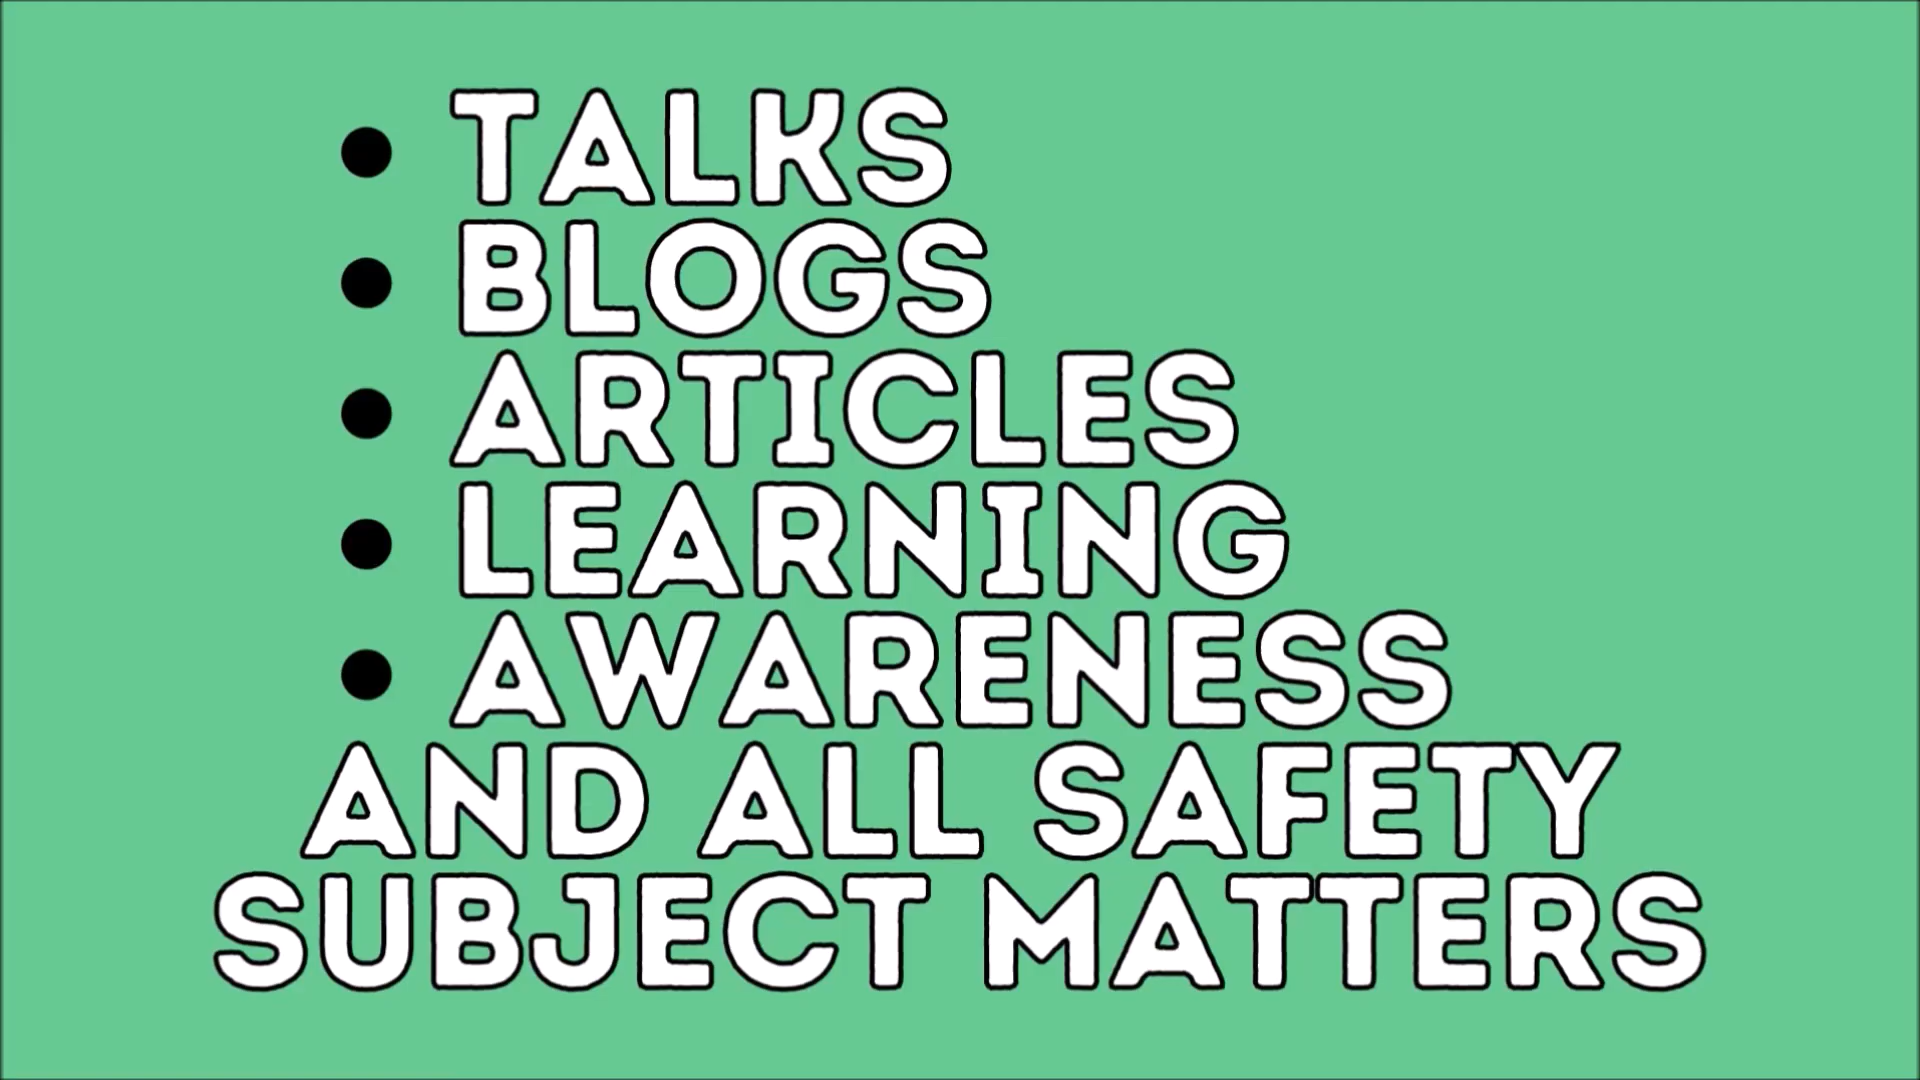 • TALKS
• BLOGS
• ARTICLES
• LEARNING
• AWARENESS
AND ALL SAFETY
SUBJECT MATTERS